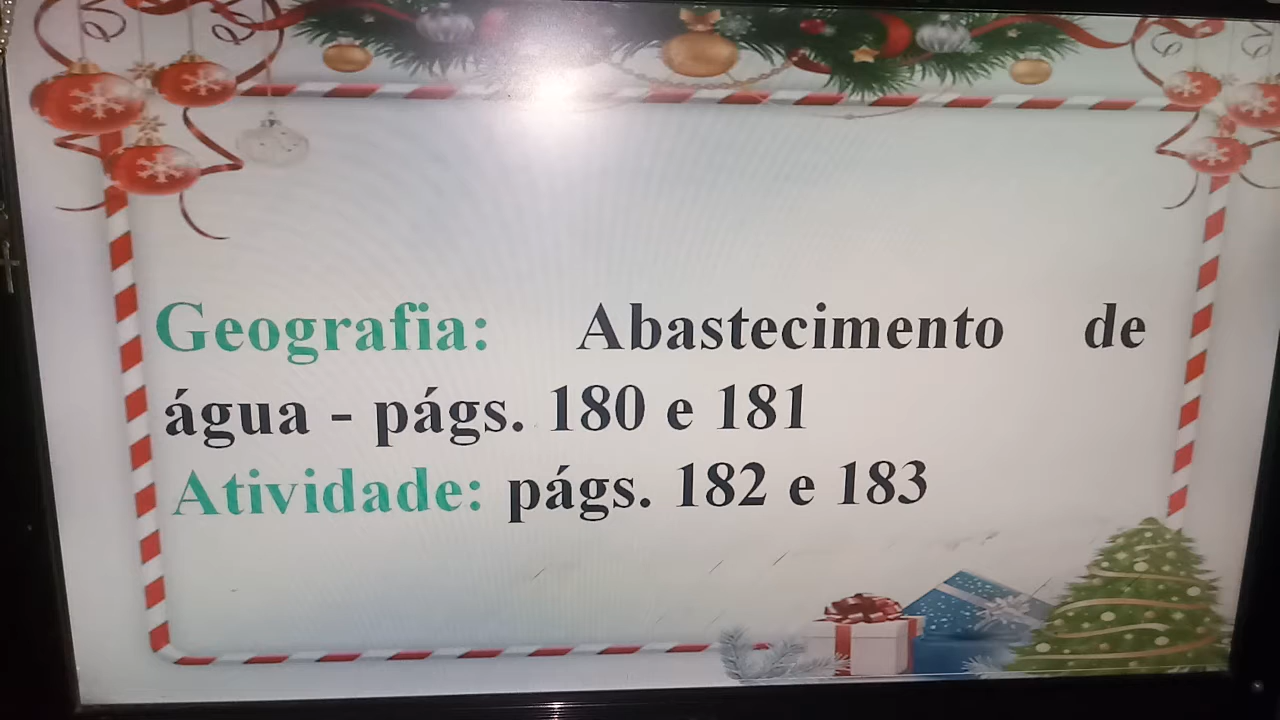 Geografia: Abastecimento de
água - págs. 180 e 181
Atividade: págs. 182 e 183